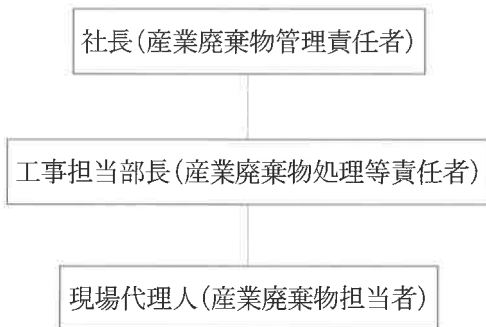 社長(産業廃棄物管理責任者)
工事担当部長(産業廃棄物処理等責任者)
現場代理人(産業廃棄物担当者)